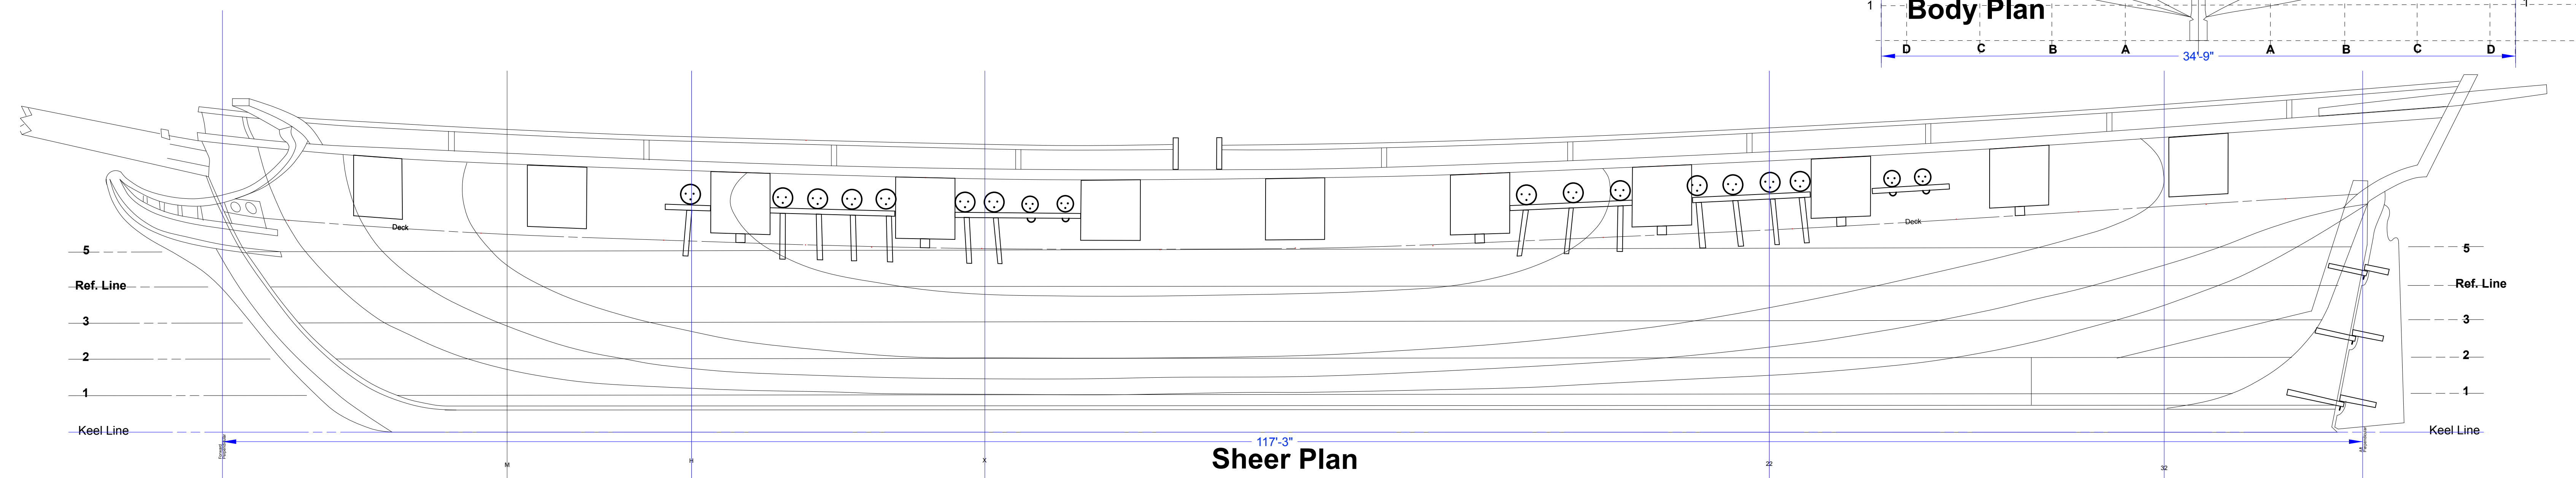 1
Body Plan
1
D C B A A B C D
34'-9"
Deck
Deck
5
5
Ref. Line
Ref. Line
3
3
2
2
1
1
Keel Line
Keel Line
117'-3"
Sheer Plan
M
H
X
22
32